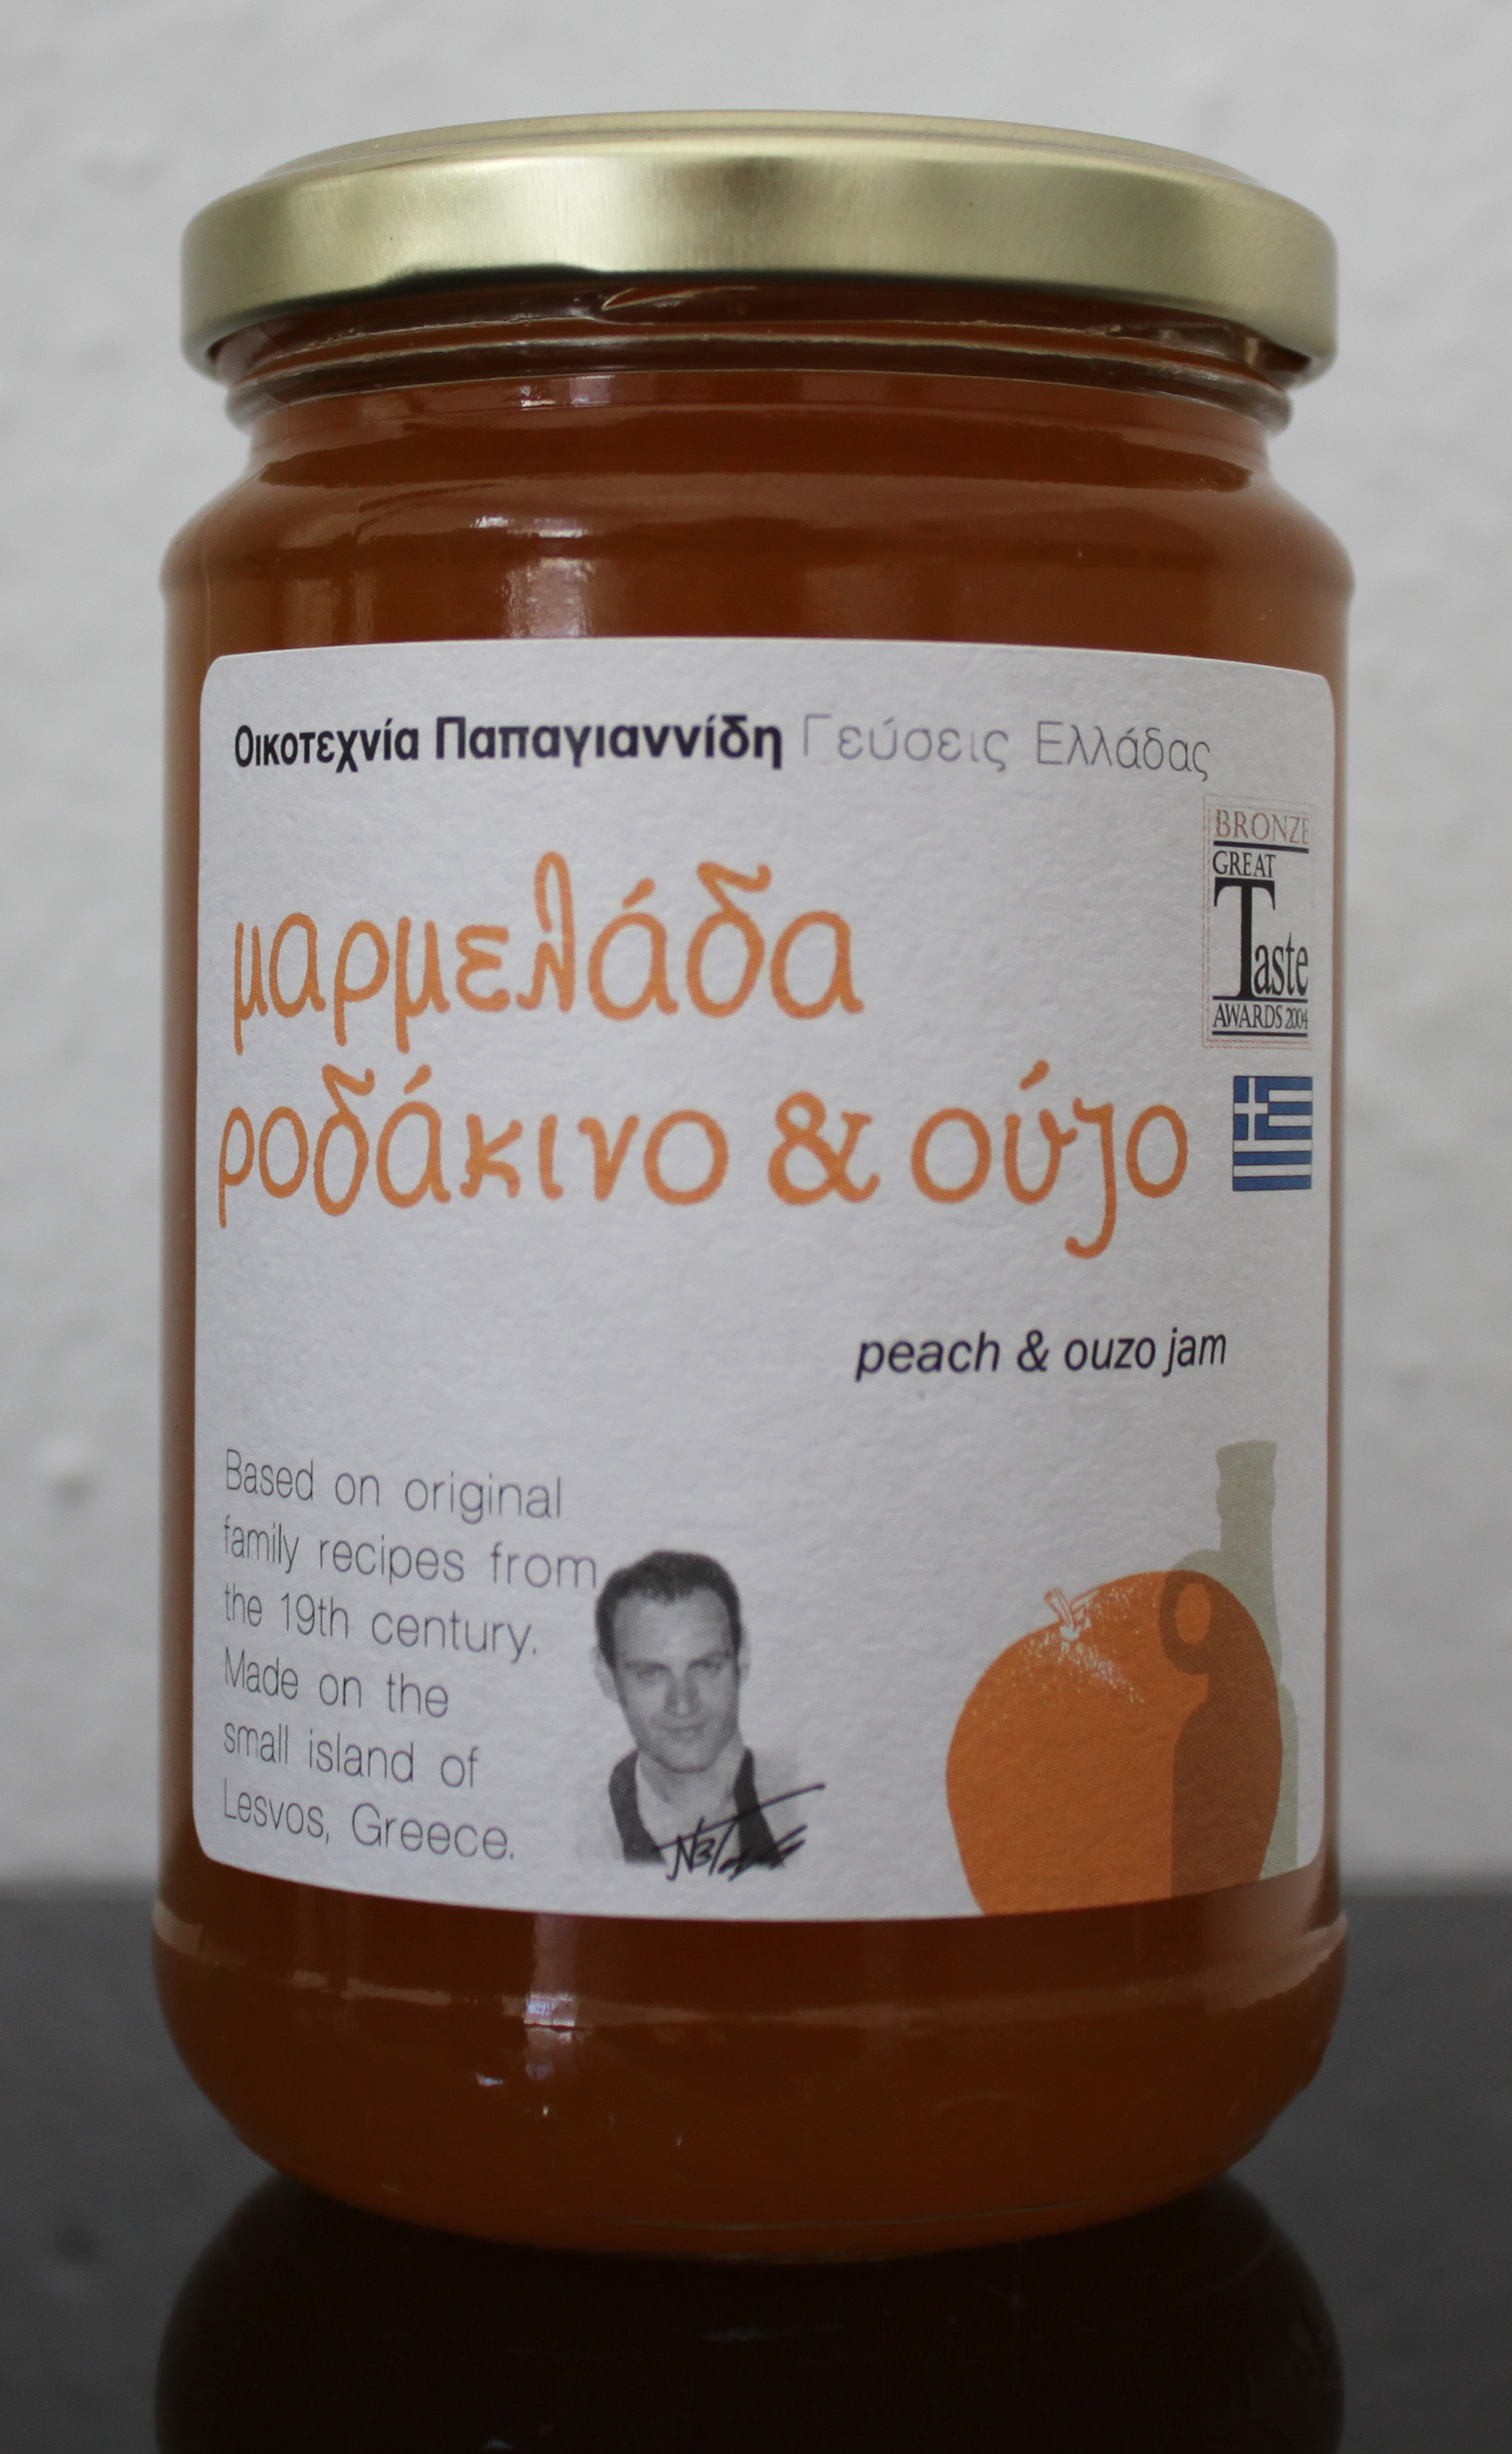 Οικοτεχνία Παπαγιαννίδη Γεύσεις Ελλάδας
μαρμελάδα
ροδάκινο & ούζο
BRONZE
GREAT
Taste
AWARDS 2004
peach & ouzo jam
Based on original
family recipes from
the 19th century.
Made on the
small island of
Lesvos, Greece.